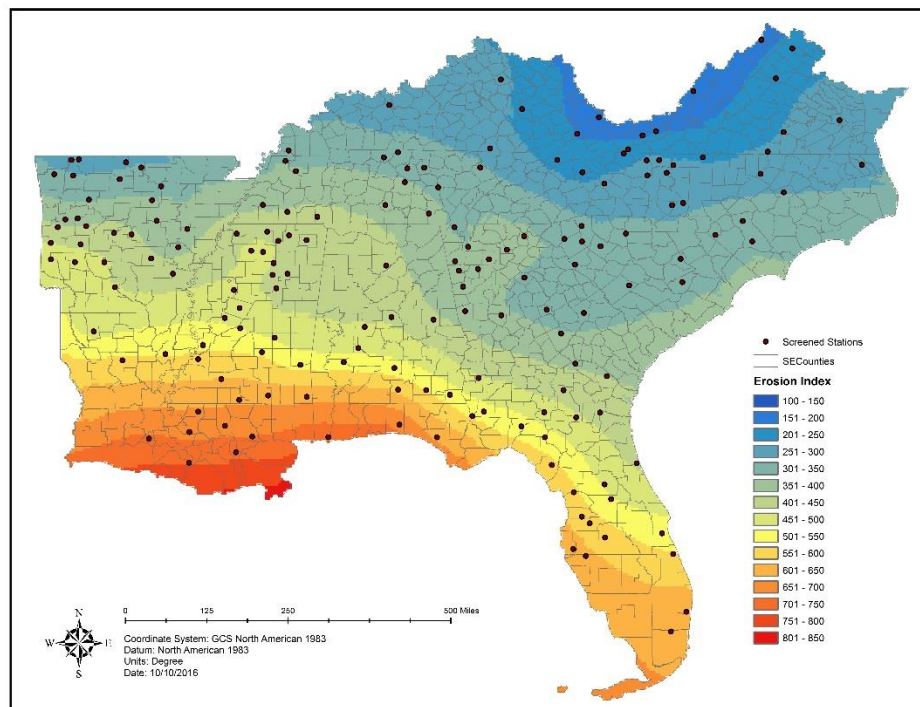 Screened Stations
SECounties
Erosion Index
100 - 150
151 - 200
201 - 250
251 - 300
301 - 350
351 - 400
401 - 450
451 - 500
501 - 550
551 - 600
601 - 650
651 - 700
701 - 750
751 - 800
801 - 850
0 125 250 500 Miles
N
W E
S
Coordinate System: GCS North American 1983
Datum: North American 1983
Units: Degree
Date: 10/10/2016